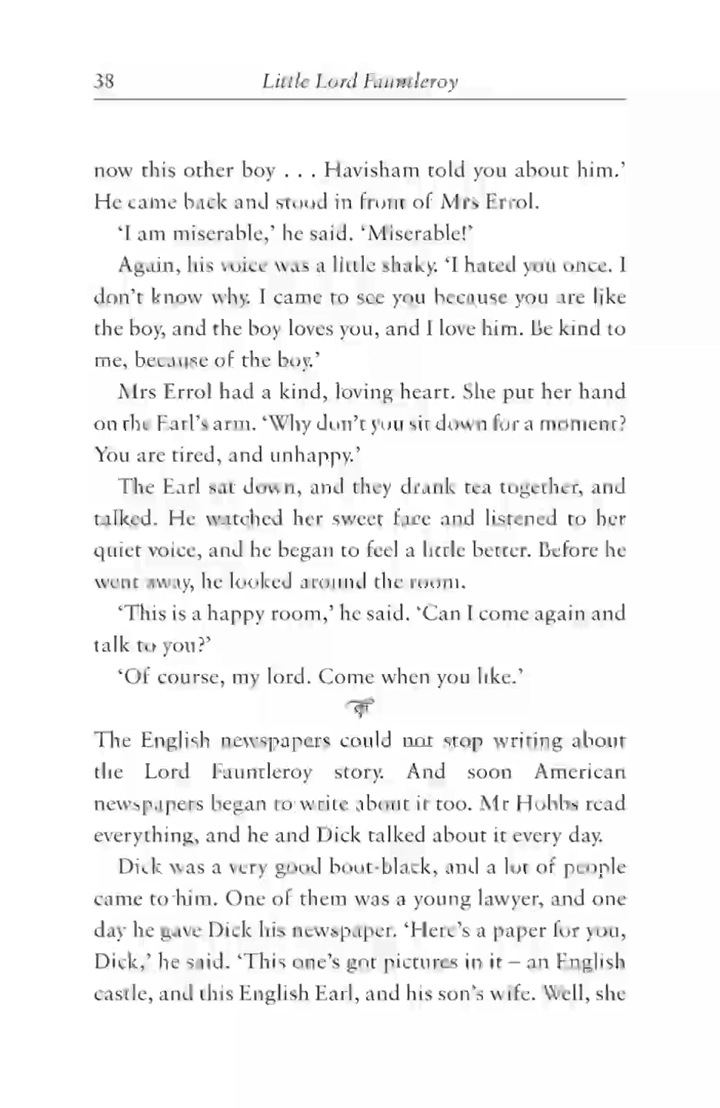 38
Little Lord Fauntleroy
now this other boy . . . Havisham told you about him.’
He came back and stood in front of Mrs Errol.
‘I am miserable,’ he said. ‘Miserable!’
Again, his voice was a little shaky. ‘I hated you once. I
don’t know why. I came to see you because you are like
the boy, and the boy loves you, and I love him. Be kind to
me, because of the boy.’
Mrs Errol had a kind, loving heart. She put her hand
on the Earl’s arm. ‘Why don’t you sit down for a moment?
You are tired, and unhappy.’
The Earl sat down, and they drank tea together, and
talked. He watched her sweet face and listened to her
quiet voice, and he began to feel a little better. Before he
went away, he looked around the room.
‘This is a happy room,’ he said. ‘Can I come again and
talk to you?’
‘Of course, my lord. Come when you like.’
The English newspapers could not stop writing about
the Lord Fauntleroy story. And soon American
newspapers began to write about it too. Mr Hobbs read
everything, and he and Dick talked about it every day.
Dick was a very good boot-black, and a lot of people
came to him. One of them was a young lawyer, and one
day he gave Dick his newspaper. ‘Here’s a paper for you,
Dick,’ he said. ‘This one’s got pictures in it – an English
castle, and this English Earl, and his son’s wife. Well, she